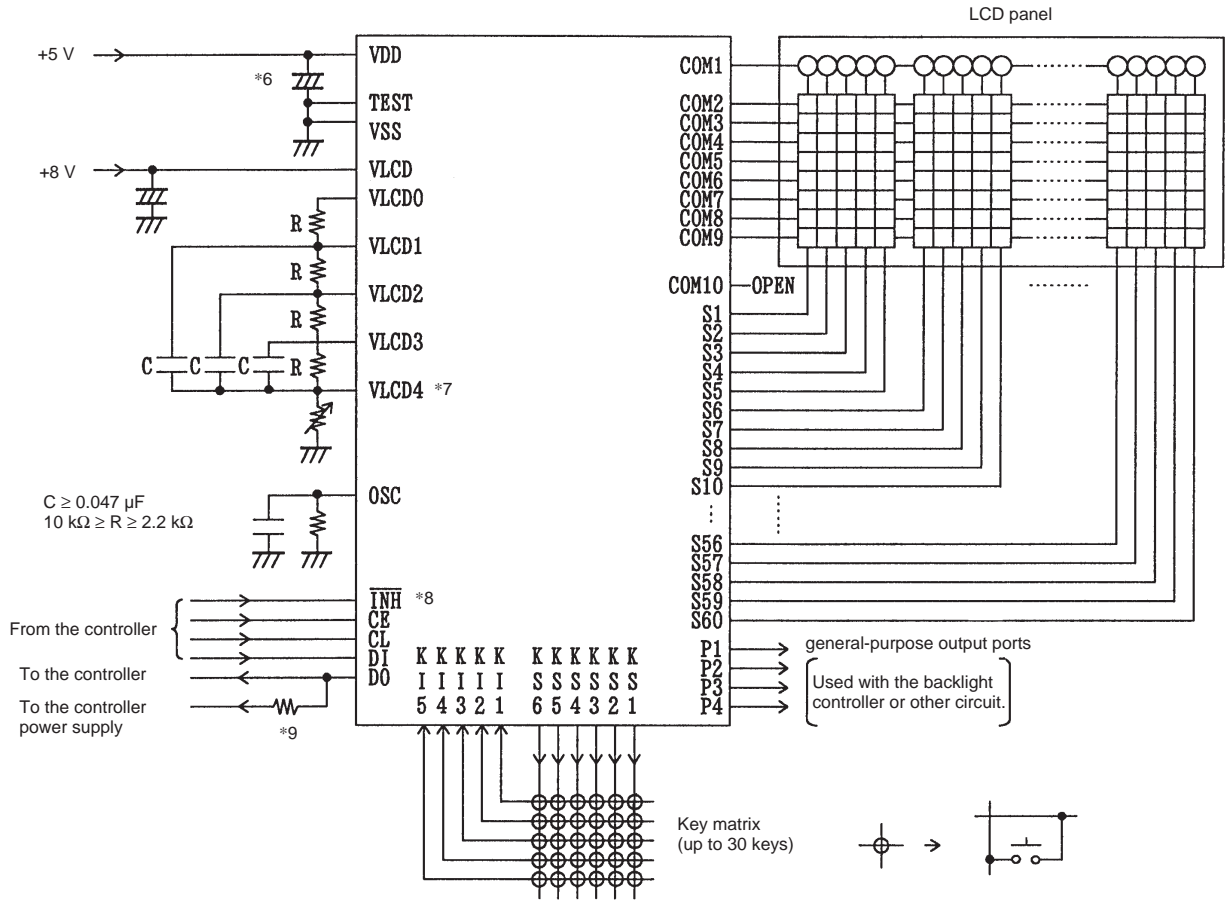 LCD panel
+5 V
*6
+8 V
VDD
TEST
VSS
VLCD
VLCD0
R
VLCD1
R
VLCD2
R
VLCD3
C
C
C
R
VLCD4 *7
C ≥ 0.047 µF
10 kΩ ≥ R ≥ 2.2 kΩ
OSC
From the controller
INH *8
CE
CL
DI
To the controller
DO
To the controller
power supply
*9
COM1
COM2
COM3
COM4
COM5
COM6
COM7
COM8
COM9
COM10 OPEN
S1
S2
S3
S4
S5
S6
S7
S8
S9
S10
S56
S57
S58
S59
S60
P1 general-purpose output ports
P2
P3
P4
Used with the backlight
controller or other circuit.
K K K K K K K K K K K
I I I I I S S S S S S
5 4 3 2 1 6 5 4 3 2 1
Key matrix
(up to 30 keys)